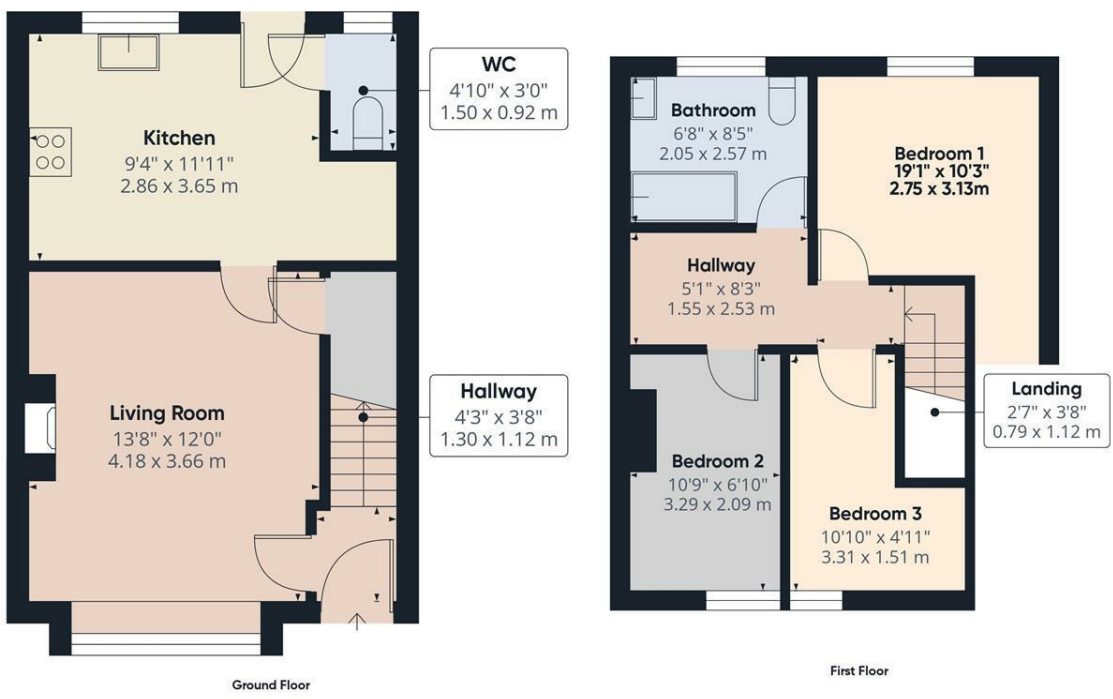 WC
4'10" x 3'0"
1.50 x 0.92 m
Kitchen
9'4" x 11'11"
2.86 x 3.65 m
Living Room
13'8" x 12'0"
4.18 x 3.66 m
Hallway
4'3" x 3'8"
1.30 x 1.12 m
Ground Floor
Bathroom
6'8" x 8'5"
2.05 x 2.57 m
Bedroom 1
19'1" x 10'3"
2.75 x 3.13m
Hallway
5'1" x 8'3"
1.55 x 2.53 m
Landing
2'7" x 3'8"
0.79 x 1.12 m
Bedroom 2
10'9" x 6'10"
3.29 x 2.09 m
Bedroom 3
10'10" x 4'11"
3.31 x 1.51 m
First Floor